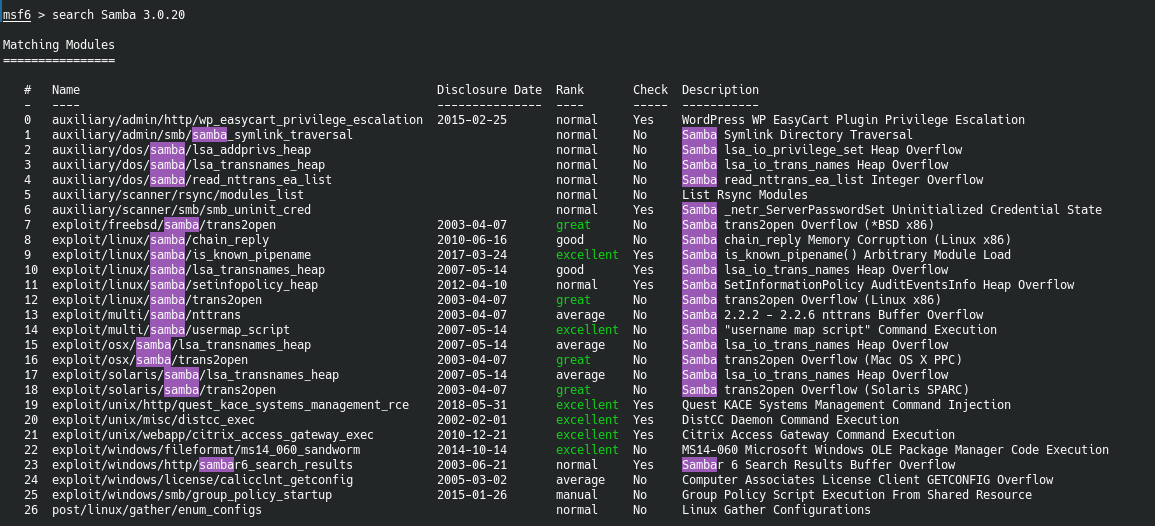 msf6 > search Samba 3.0.20
Matching Modules
================
# Name Disclosure Date Rank Check Description
- ---- --------------- ---- ----- -----------
0 auxiliary/admin/http/wp_easycart_privilege_escalation 2015-02-25 normal Yes WordPress WP EasyCart Plugin Privilege Escalation
1 auxiliary/admin/smb/samba_symlink_traversal normal No Samba Symlink Directory Traversal
2 auxiliary/dos/samba/lsa_addprivs_heap normal No Samba lsa_io_privilege_set Heap Overflow
3 auxiliary/dos/samba/lsa_transnames_heap normal No Samba lsa_io_trans_names Heap Overflow
4 auxiliary/dos/samba/read_nttrans_ea_list normal No Samba read_nttrans_ea_list Integer Overflow
5 auxiliary/scanner/rsync/modules_list normal No List Rsync Modules
6 auxiliary/scanner/smb/smb_uninit_cred normal Yes Samba _netr_ServerPasswordSet Uninitialized Credential State
7 exploit/freebsd/samba/trans2open 2003-04-07 great No Samba trans2open Overflow (*BSD x86)
8 exploit/linux/samba/chain_reply 2010-06-16 good No Samba chain_reply Memory Corruption (Linux x86)
9 exploit/linux/samba/is_known_pipename 2017-03-24 excellent Yes Samba is_known_pipename() Arbitrary Module Load
10 exploit/linux/samba/lsa_transnames_heap 2007-05-14 good Yes Samba lsa_io_trans_names Heap Overflow
11 exploit/linux/samba/setinfopolicy_heap 2012-04-10 normal Yes Samba SetInformationPolicy AuditEventsInfo Heap Overflow
12 exploit/linux/samba/trans2open 2003-04-07 great No Samba trans2open Overflow (Linux x86)
13 exploit/multi/samba/nttrans 2003-04-07 average No Samba 2.2.2 - 2.2.6 nttrans Buffer Overflow
14 exploit/multi/samba/usermap_script 2007-05-14 excellent No Samba "username map script" Command Execution
15 exploit/osx/samba/lsa_transnames_heap 2007-05-14 average No Samba lsa_io_trans_names Heap Overflow
16 exploit/osx/samba/trans2open 2003-04-07 great No Samba trans2open Overflow (Mac OS X PPC)
17 exploit/solaris/samba/lsa_transnames_heap 2007-05-14 average No Samba lsa_io_trans_names Heap Overflow
18 exploit/solaris/samba/trans2open 2003-04-07 great No Samba trans2open Overflow (Solaris SPARC)
19 exploit/unix/http/quest_kace_systems_management_rce 2018-05-31 excellent Yes Quest KACE Systems Management Command Injection
20 exploit/unix/misc/distcc_exec 2002-02-01 excellent Yes DistCC Daemon Command Execution
21 exploit/unix/webapp/citrix_access_gateway_exec 2010-12-21 excellent Yes Citrix Access Gateway Command Execution
22 exploit/windows/fileformat/ms14_060_sandworm 2014-10-14 excellent No MS14-060 Microsoft Windows OLE Package Manager Code Execution
23 exploit/windows/http/sambar6_search_results 2003-06-21 normal Yes Sambar 6 Search Results Buffer Overflow
24 exploit/windows/license/calicclnt_getconfig 2005-03-02 average No Computer Associates License Client GETCONFIG Overflow
25 exploit/windows/smb/group_policy_startup 2015-01-26 manual No Group Policy Script Execution From Shared Resource
26 post/linux/gather/enum_configs normal No Linux Gather Configurations